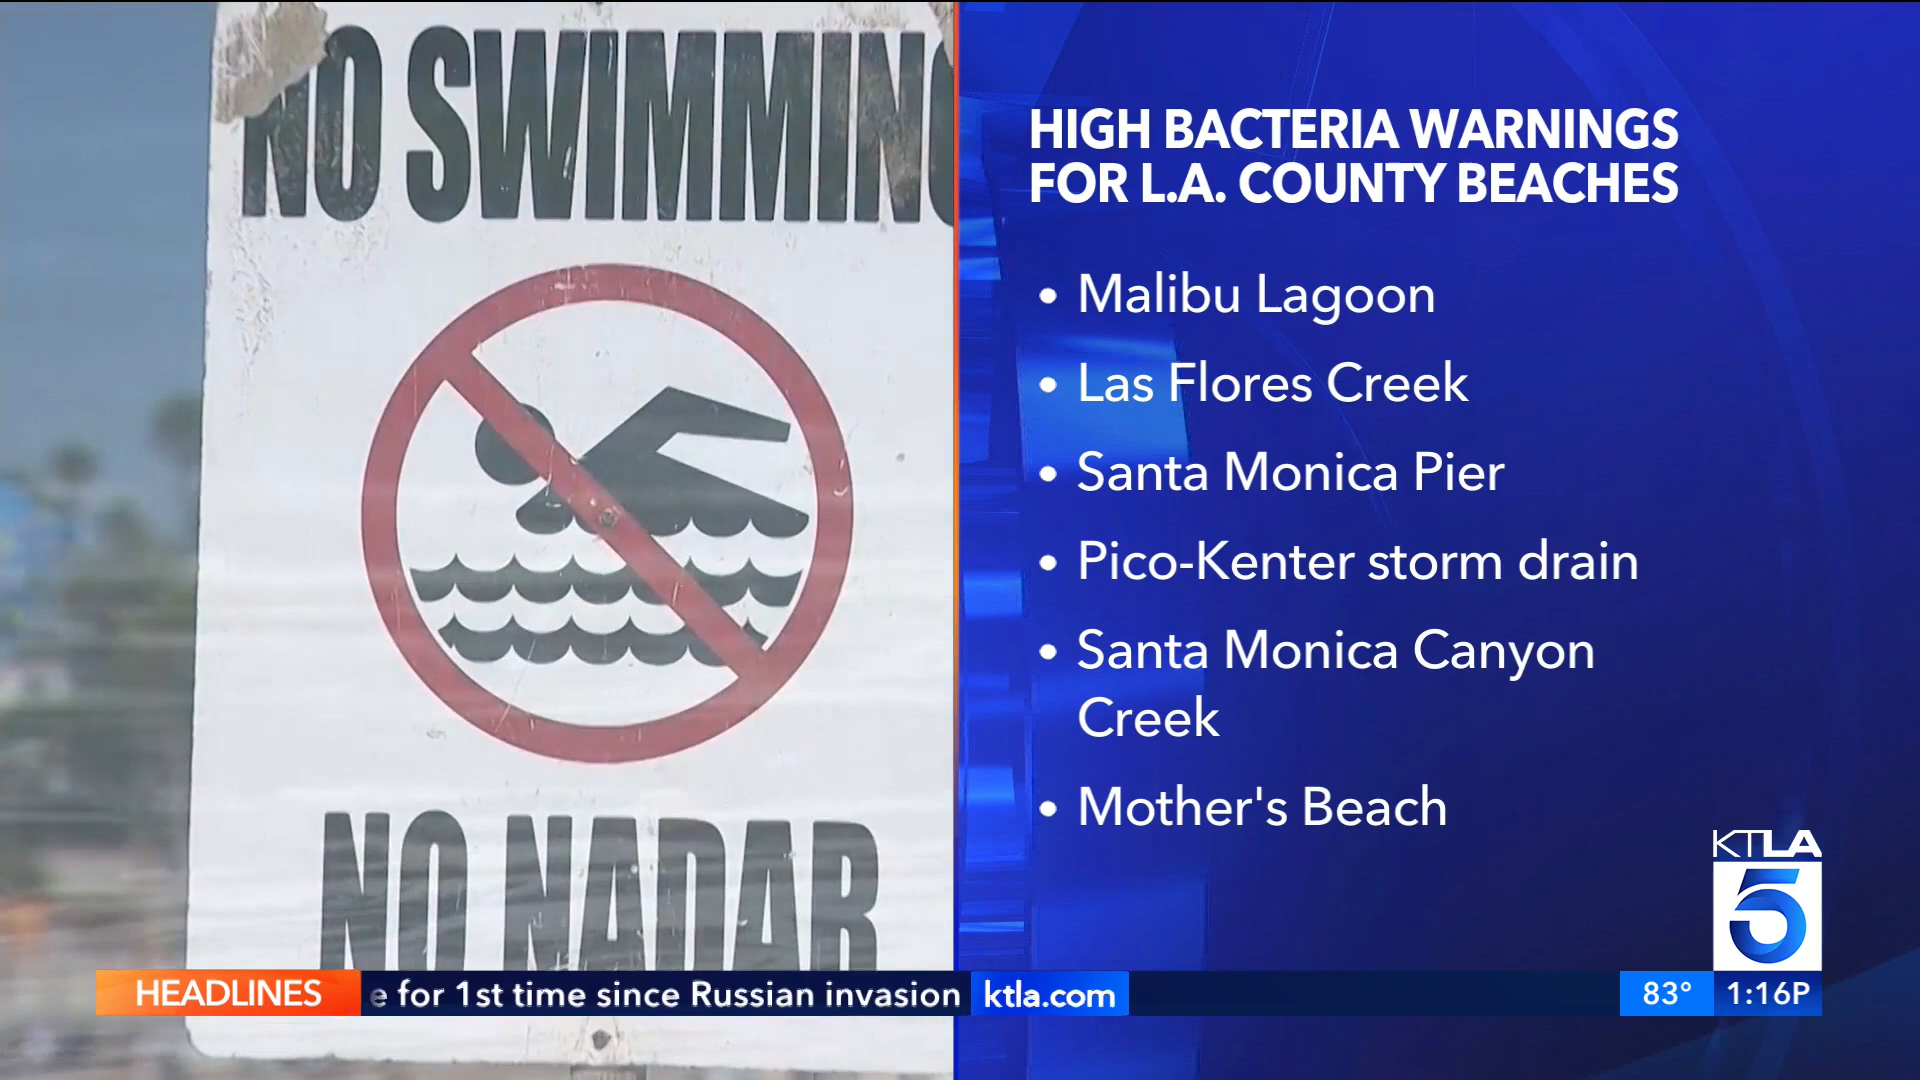 NO SWIMMING
NO NADAR
HIGH BACTERIA WARNINGS
FOR L.A. COUNTY BEACHES
• Malibu Lagoon
• Las Flores Creek
• Santa Monica Pier
• Pico-Kenter storm drain
• Santa Monica Canyon
Creek
• Mother's Beach
KTLA
5
HEADLINES
e for 1st time since Russian invasion
ktla.com
83°
1:16P